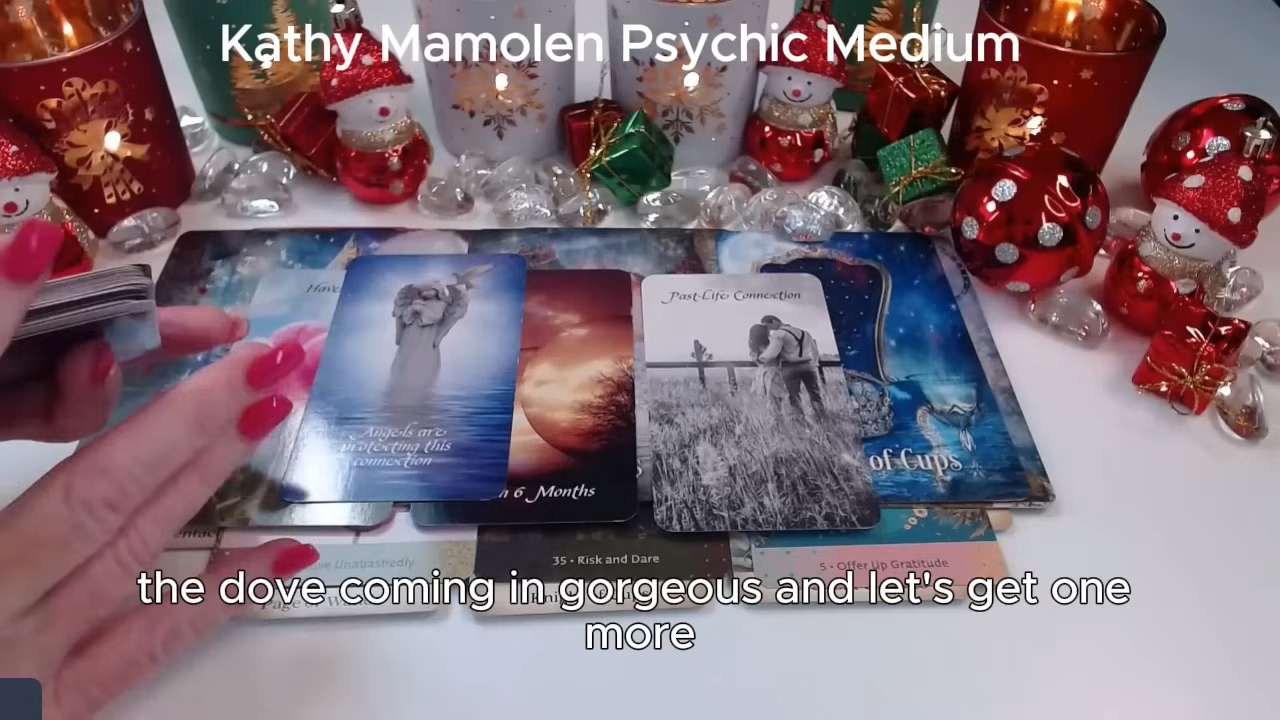 Kathy Mamolen Psychic Medium
Past-Life Connection
Angels are
protecting this
connection
6 Months
of Cups
35 • Risk and Dare
5 • Offer Up Gratitude
Unabashedly
the dove coming in gorgeous and let's get one
more